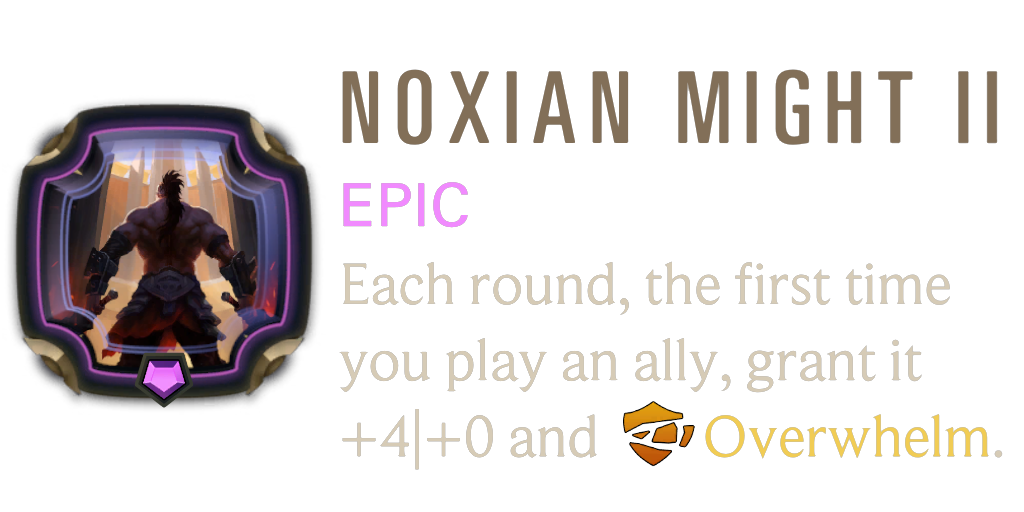 NOXIAN MIGHT II
EPIC
Each round, the first time
you play an ally, grant it
+4|+0 and Overwhelm.